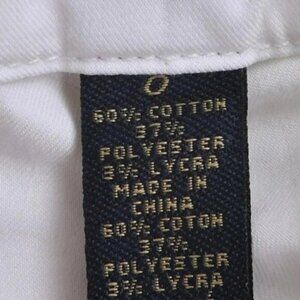 0
60% COTTON
37%
POLYESTER
3% LYCRA
MADE IN
CHINA
60% COTON
37%
POLYESTER
3% LYCRA